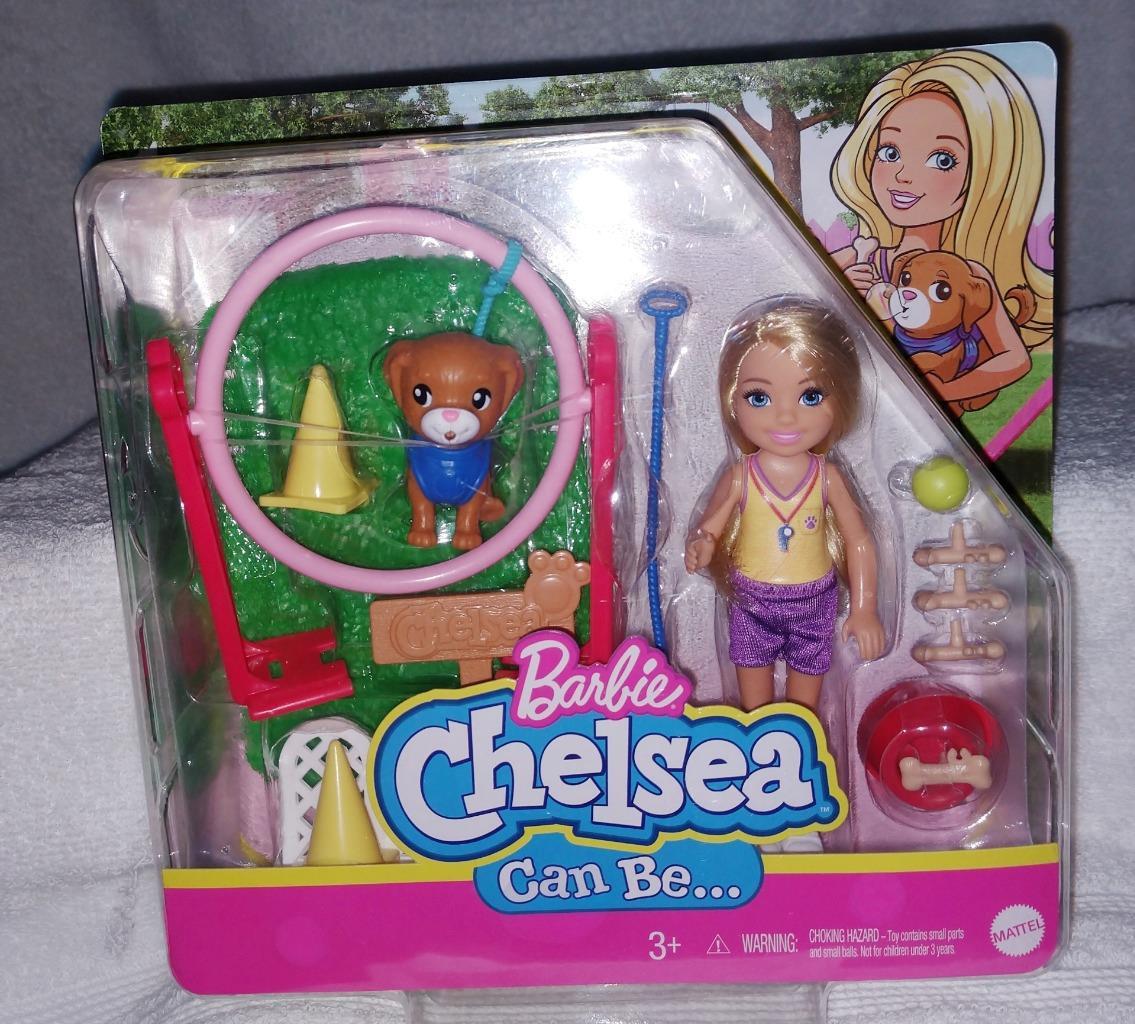 Chelsea
Barbie
Chelsea™
Can Be...
3+ WARNING: CHOKING HAZARD – Toy contains small parts
and small balls. Not for children under 3 years.
MATTEL